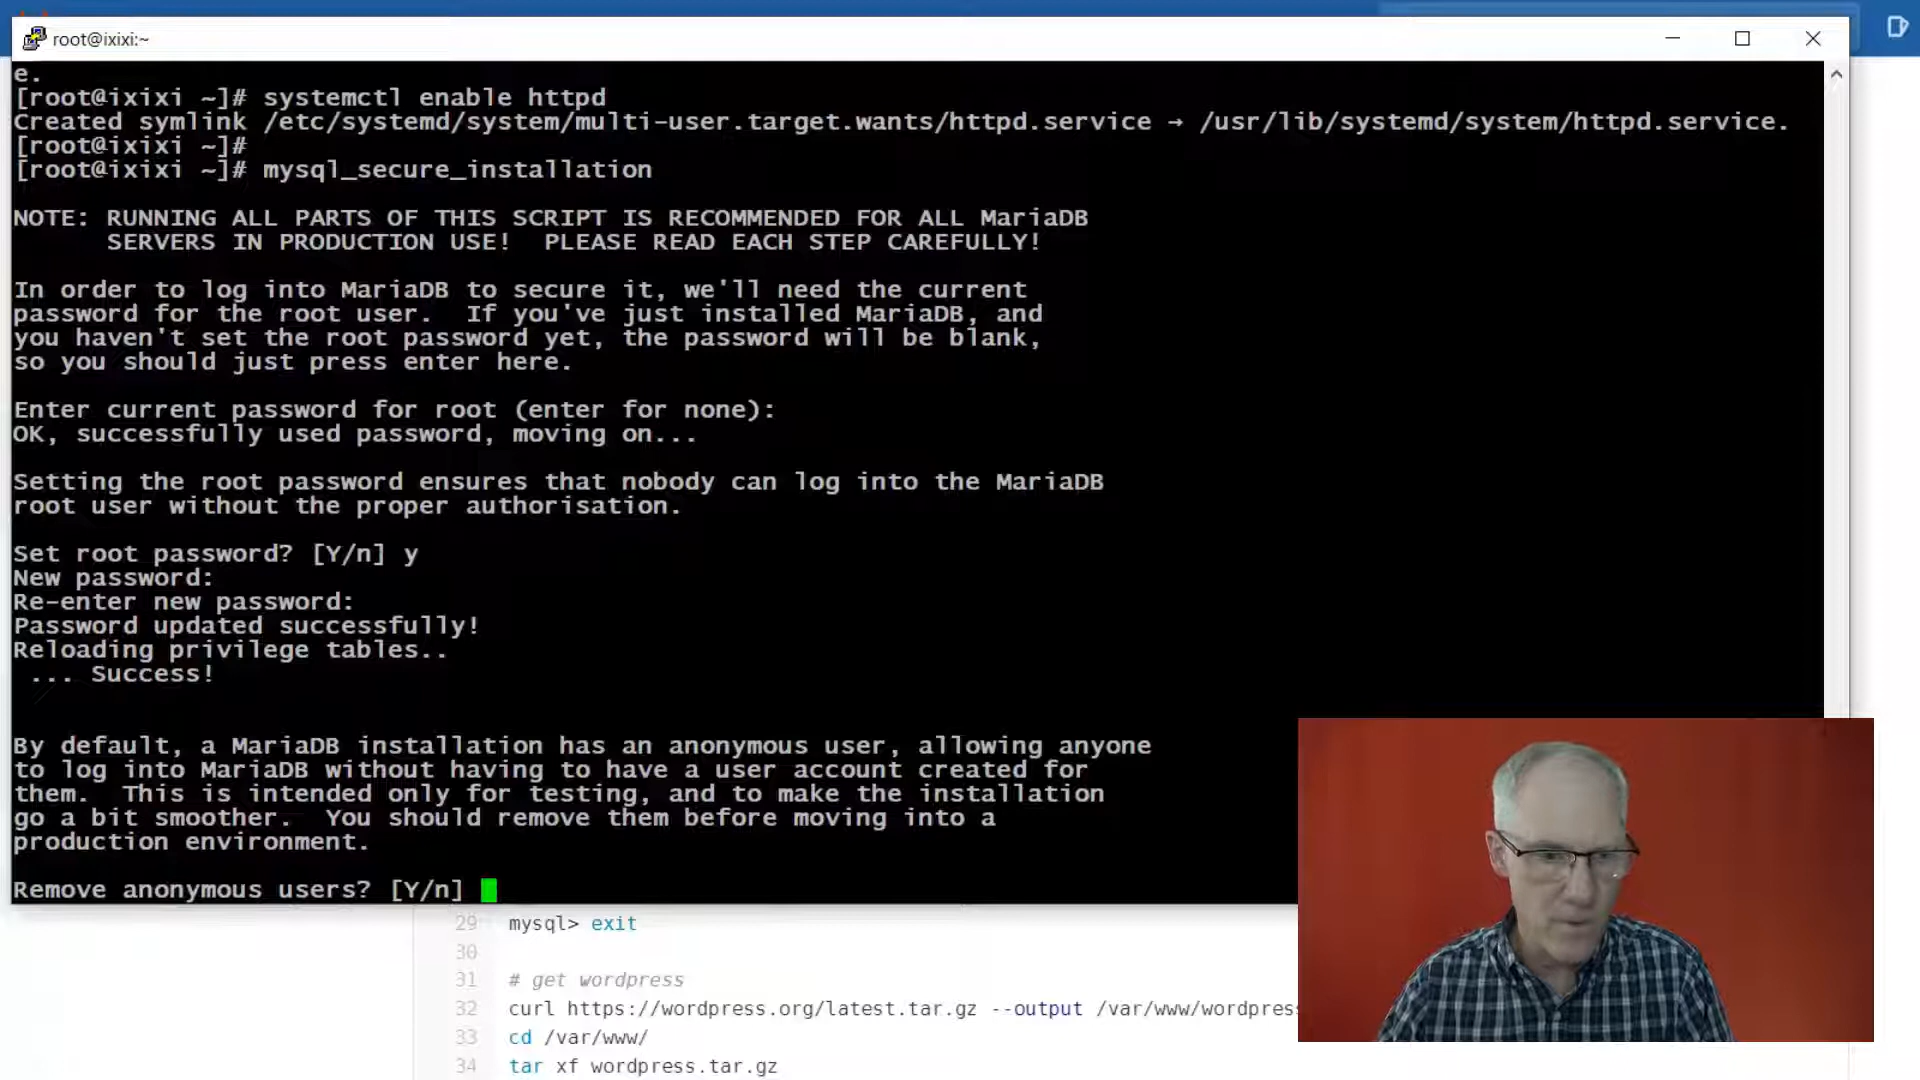 root@ixixi:~
e.
[root@ixixi ~]# systemctl enable httpd
Created symlink /etc/systemd/system/multi-user.target.wants/httpd.service → /usr/lib/systemd/system/httpd.service.
[root@ixixi ~]#
[root@ixixi ~]# mysql_secure_installation
NOTE: RUNNING ALL PARTS OF THIS SCRIPT IS RECOMMENDED FOR ALL MariaDB
SERVERS IN PRODUCTION USE!  PLEASE READ EACH STEP CAREFULLY!
In order to log into MariaDB to secure it, we'll need the current
password for the root user.  If you've just installed MariaDB, and
you haven't set the root password yet, the password will be blank,
so you should just press enter here.
Enter current password for root (enter for none):
OK, successfully used password, moving on...
Setting the root password ensures that nobody can log into the MariaDB
root user without the proper authorisation.
Set root password? [Y/n] y
New password:
Re-enter new password:
Password updated successfully!
Reloading privilege tables..
... Success!
By default, a MariaDB installation has an anonymous user, allowing anyone
to log into MariaDB without having to have a user account created for
them.  This is intended only for testing, and to make the installation
go a bit smoother.  You should remove them before moving into a
production environment.
Remove anonymous users? [Y/n]
29 mysql> exit
30
31 # get wordpress
32 curl https://wordpress.org/latest.tar.gz --output /var/www/wordpress
33 cd /var/www/
34 tar xf wordpress.tar.gz